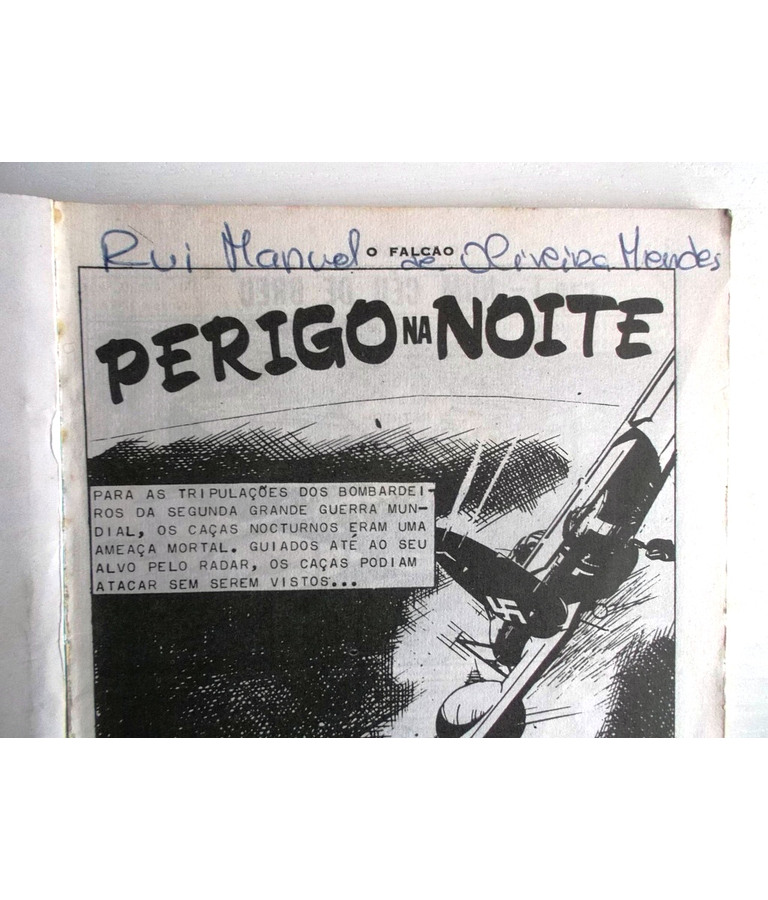 Rui Manuel de Oliveira Mendes
O FALCÃO
PERIGO NA NOITE
PARA AS TRIPULAÇÕES DOS BOMBARDEI-
ROS DA SEGUNDA GRANDE GUERRA MUN-
DIAL, OS CAÇAS NOCTURNOS ERAM UMA
AMEAÇA MORTAL. GUIADOS ATÉ AO SEU
ALVO PELO RADAR, OS CAÇAS PODIAM
ATACAR SEM SEREM VISTOS...